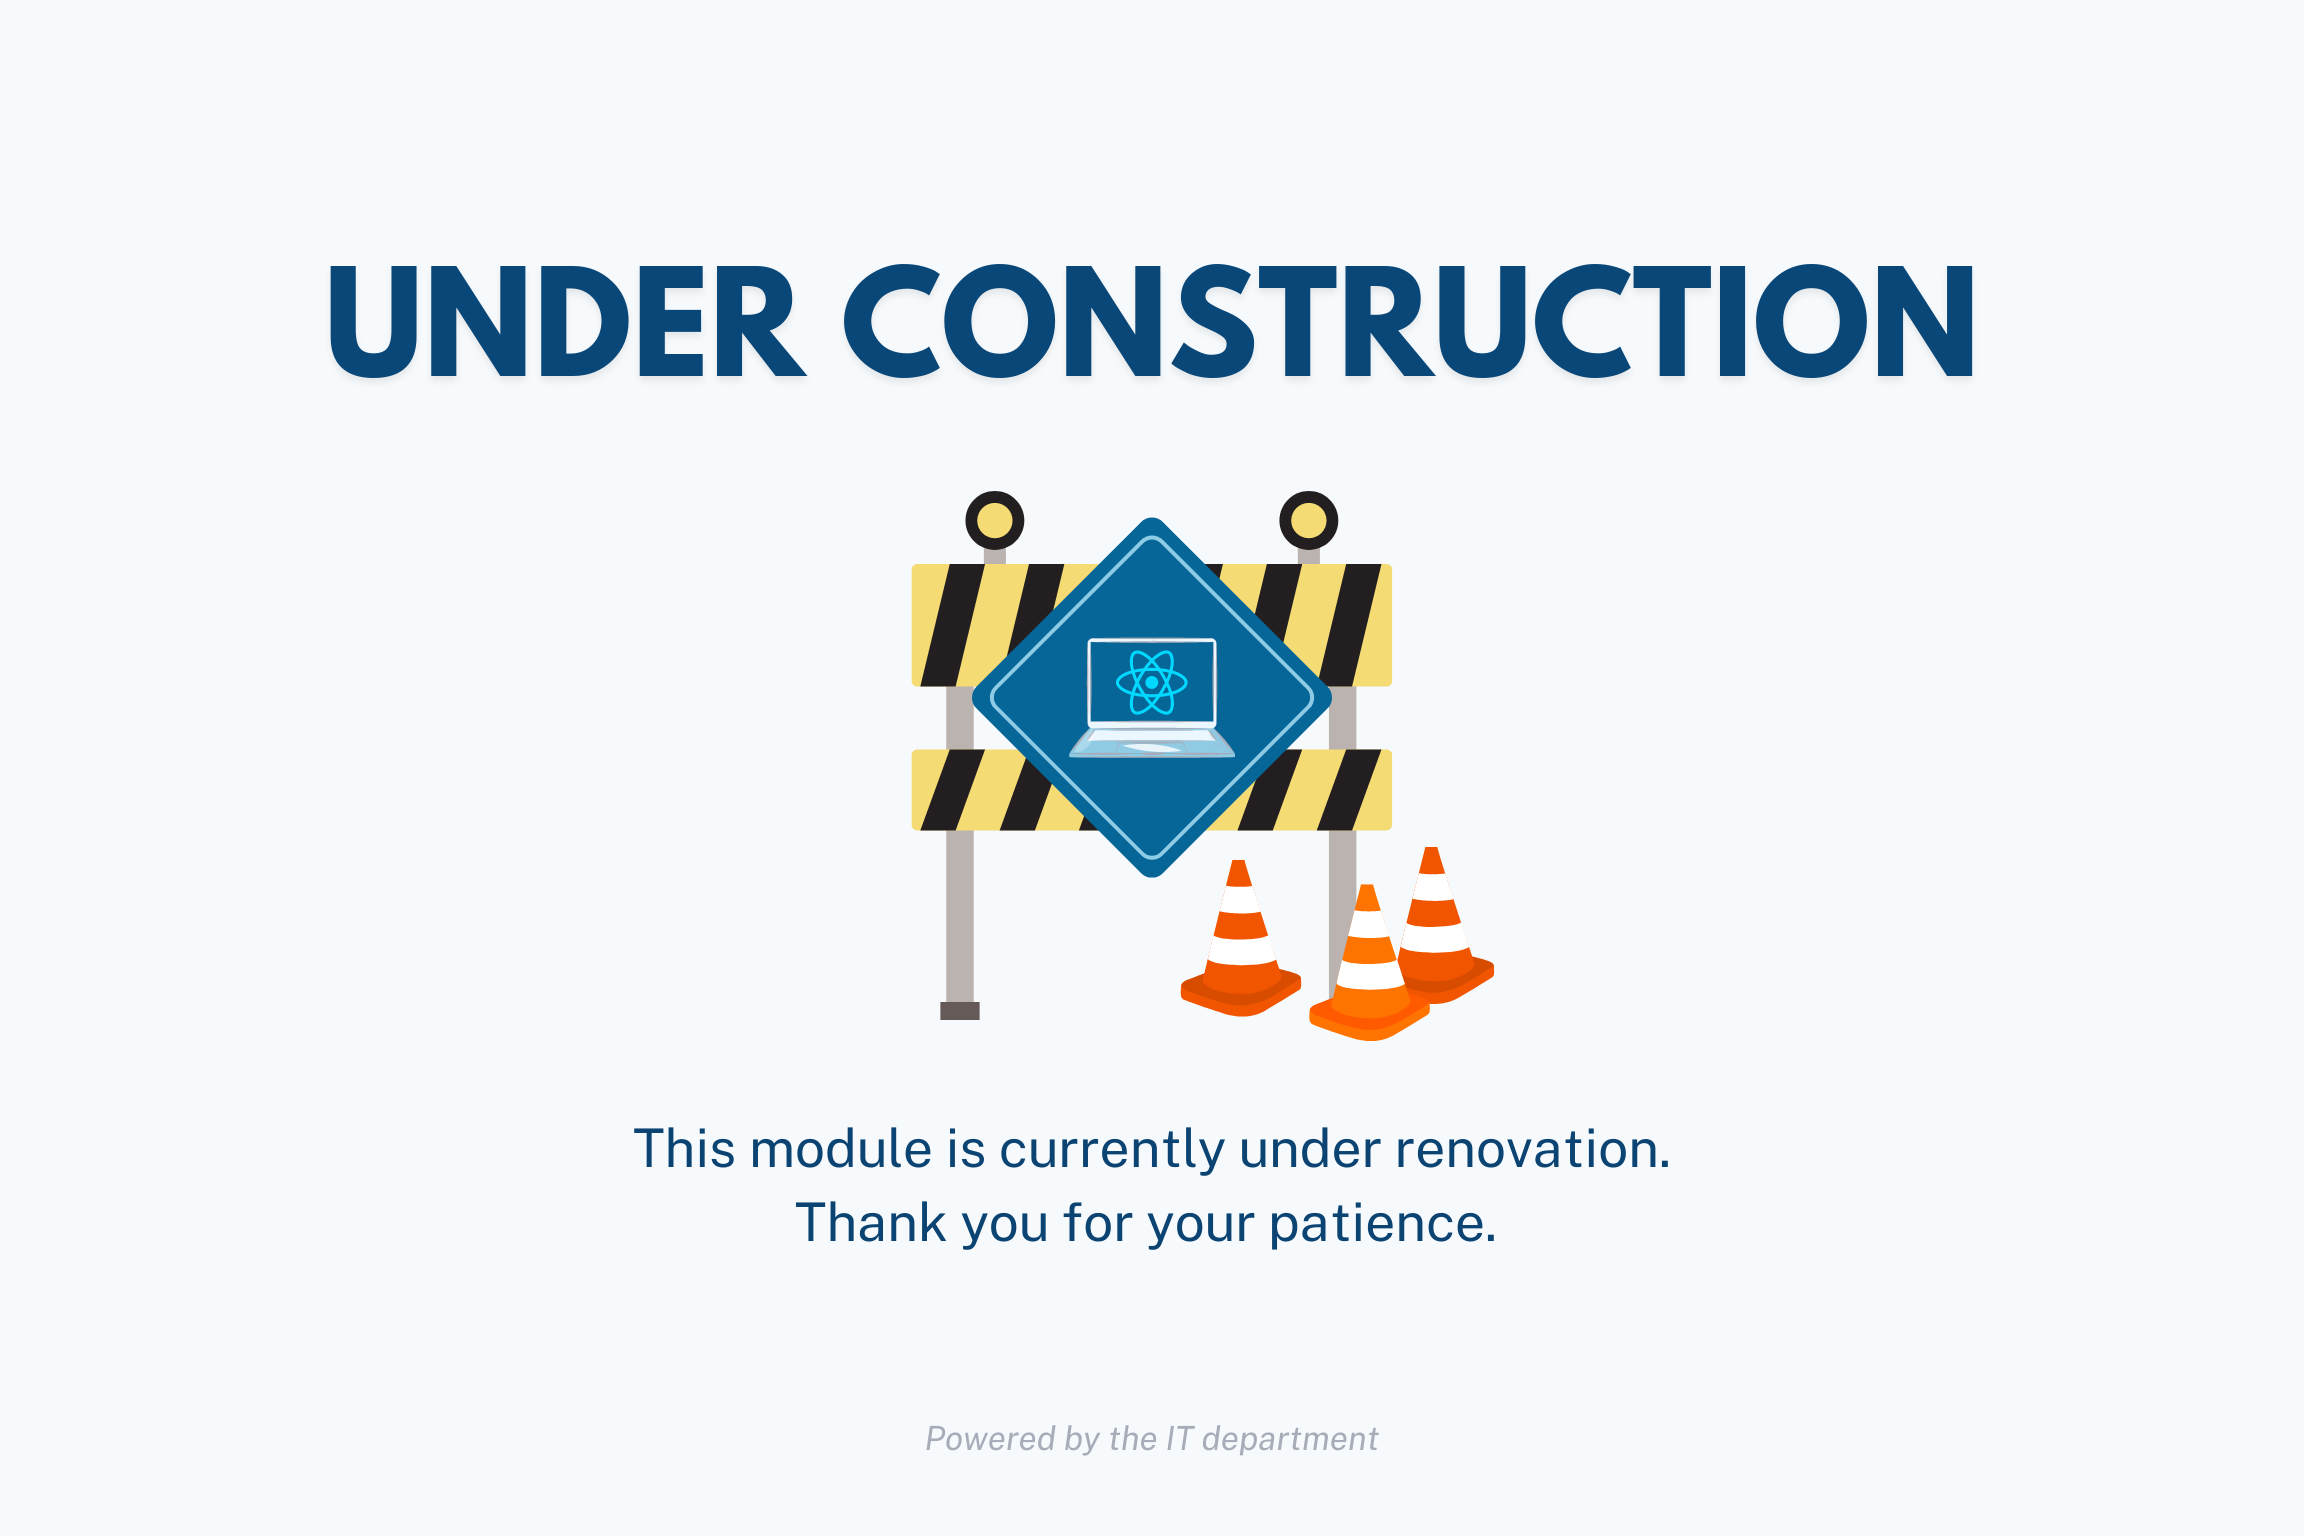 UNDER CONSTRUCTION
This module is currently under renovation.
Thank you for your patience.
Powered by the IT department